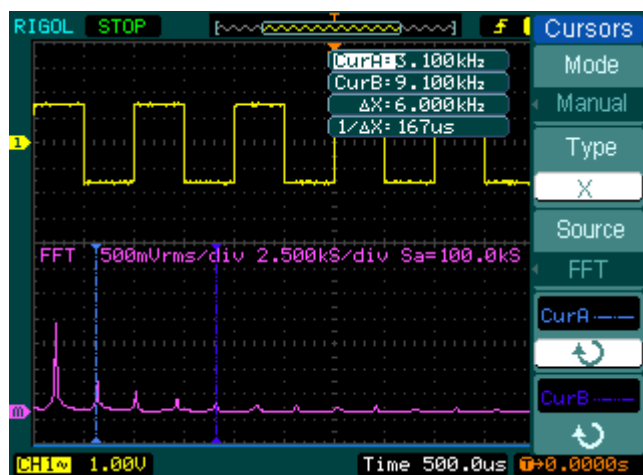 RIGOL STOP T f Cursors
CurA: 3.100kHz
CurB: 9.100kHz
ΔX: 6.000kHz
1/ΔX: 167us
Mode
Manual
Type
X
Source
FFT
1
FFT 500mVrms/div 2.500kS/div Sa=100.0kS
CurA
CurB
m
CH1~ 1.00V Time 500.0us T→0.0000s